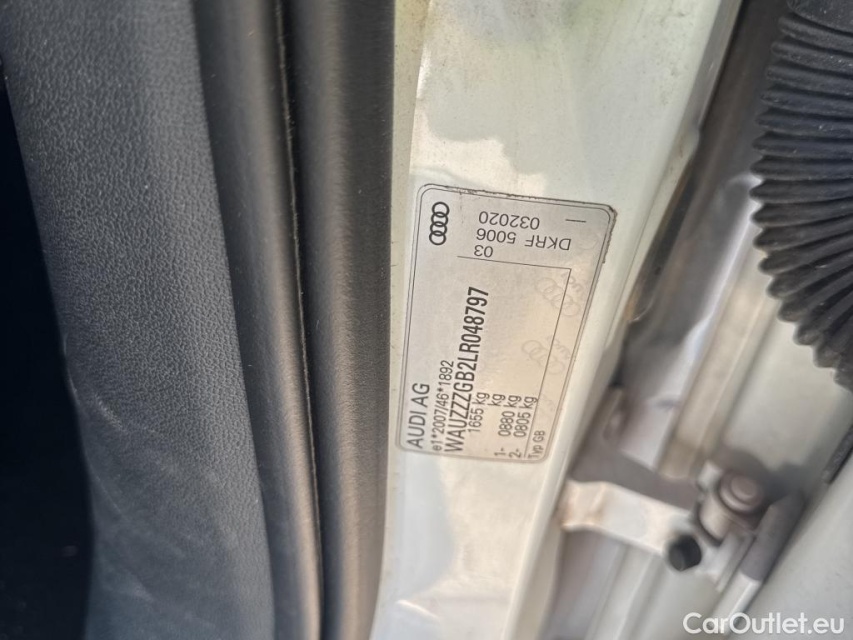 AUDI AG
e1*2007/46*1892
WAUZZZGB2LR048797
1655 kg
kg
1- 0880 kg
2- 0805 kg
Typ GB
03
DKRF 5006
032020
—
CarOutlet.eu